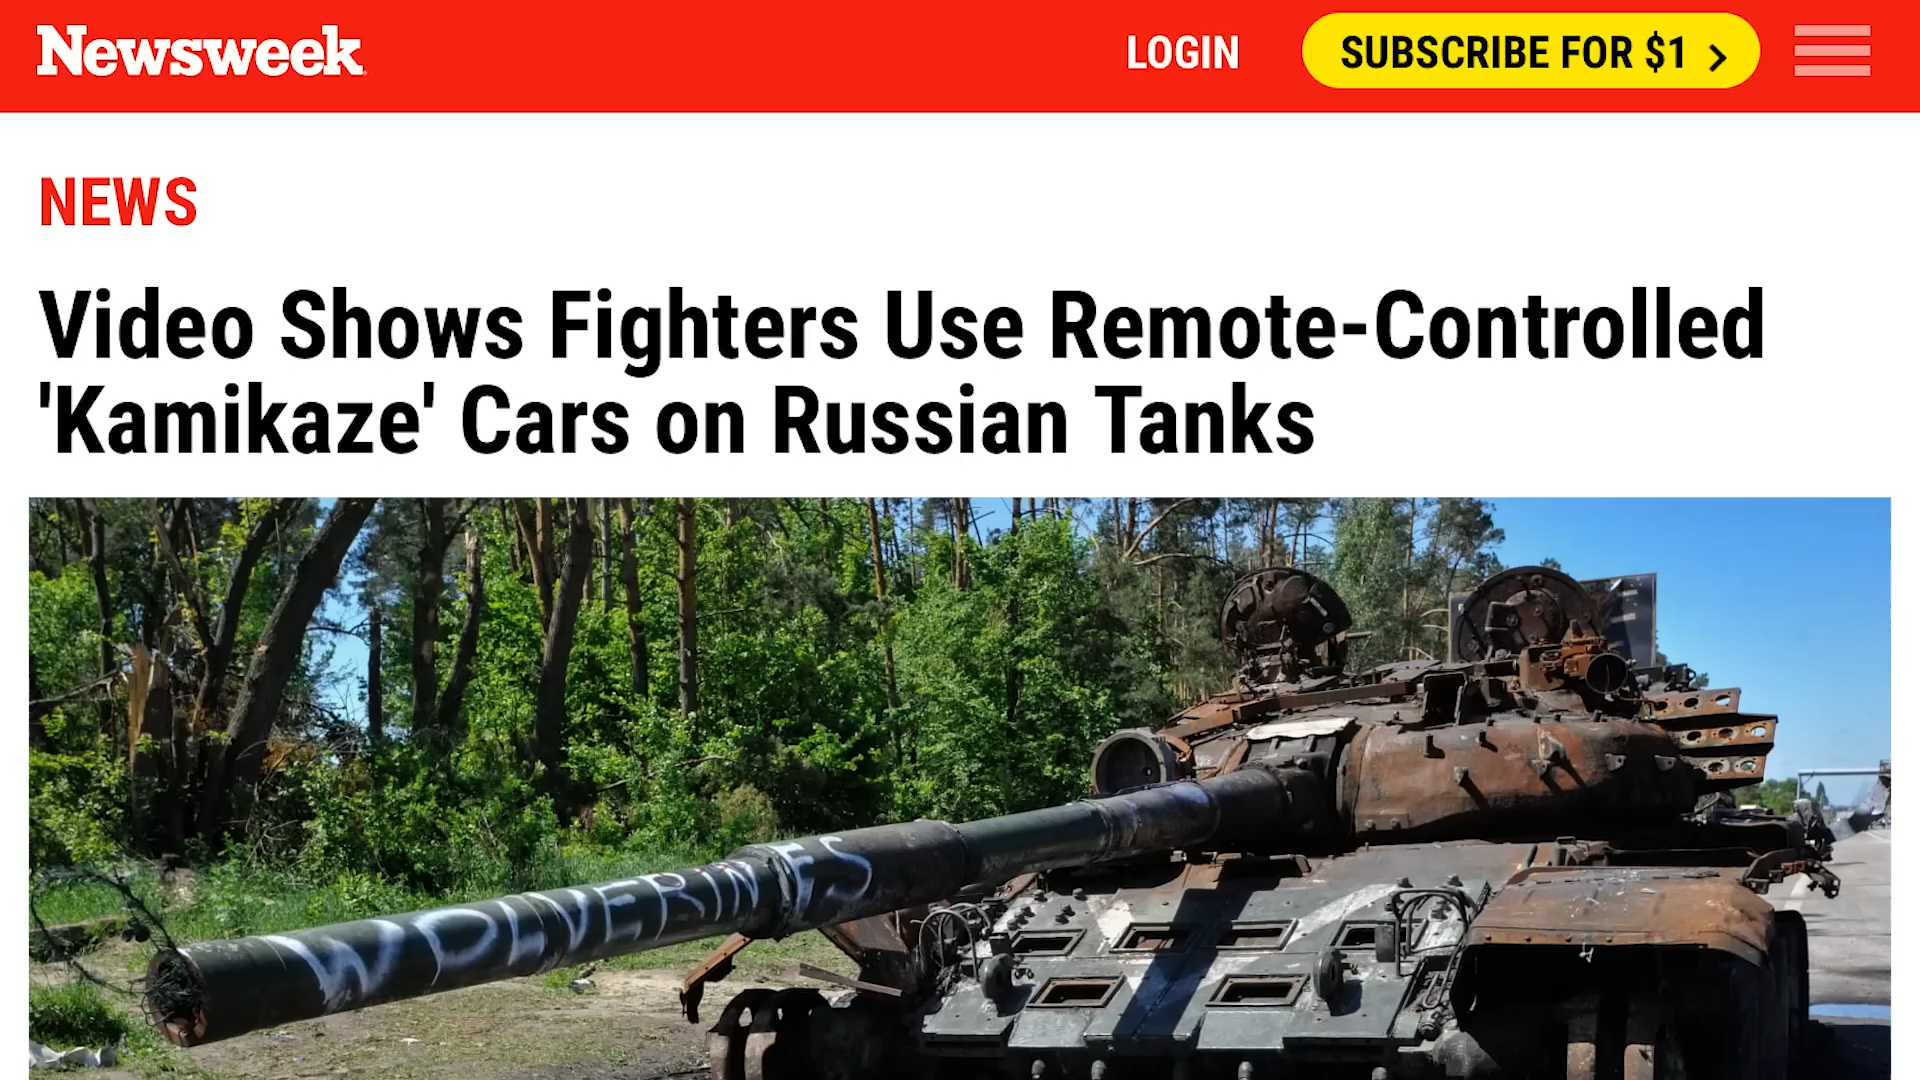 Newsweek
LOGIN
SUBSCRIBE FOR $1
NEWS
Video Shows Fighters Use Remote-Controlled
'Kamikaze' Cars on Russian Tanks
WOLVERINES